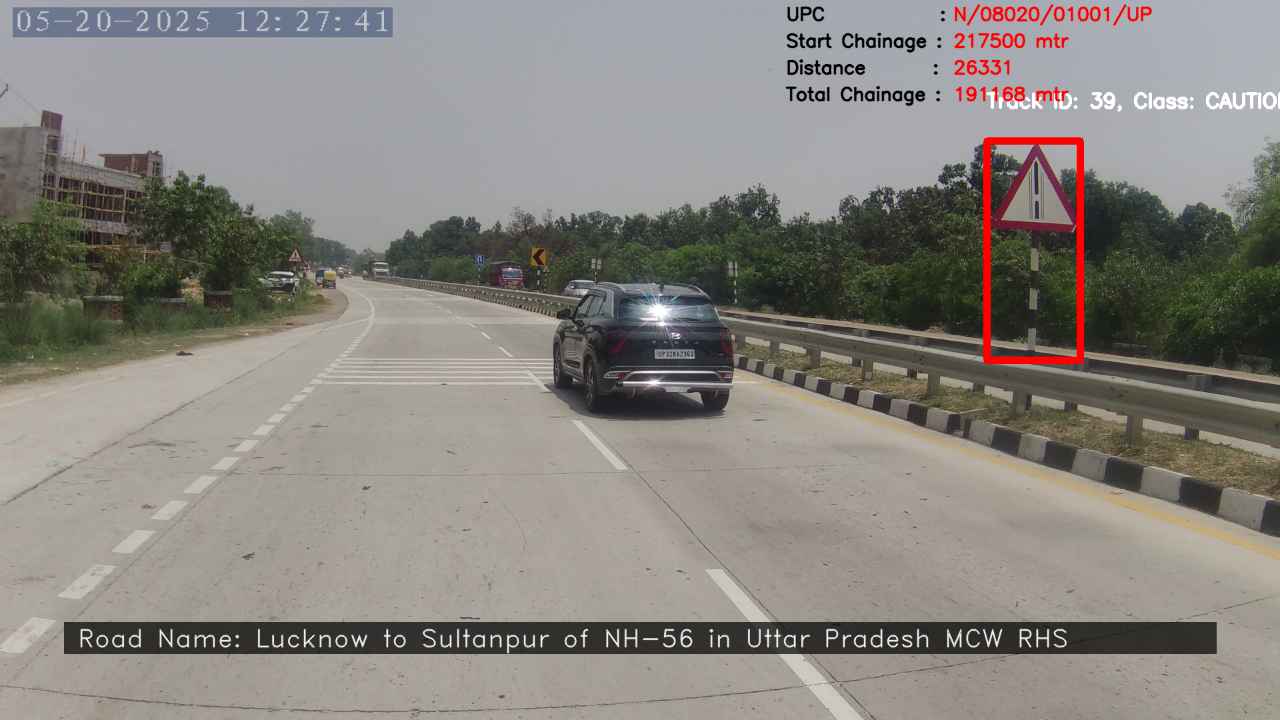 05-20-2025 12:27:41
UPC : N/08020/01001/UP
Start Chainage : 217500 mtr
Distance : 26331
Total Chainage : 191168 mtr
Track ID: 39, Class: CAUTION
Road Name: Lucknow to Sultanpur of NH-56 in Uttar Pradesh MCW RHS